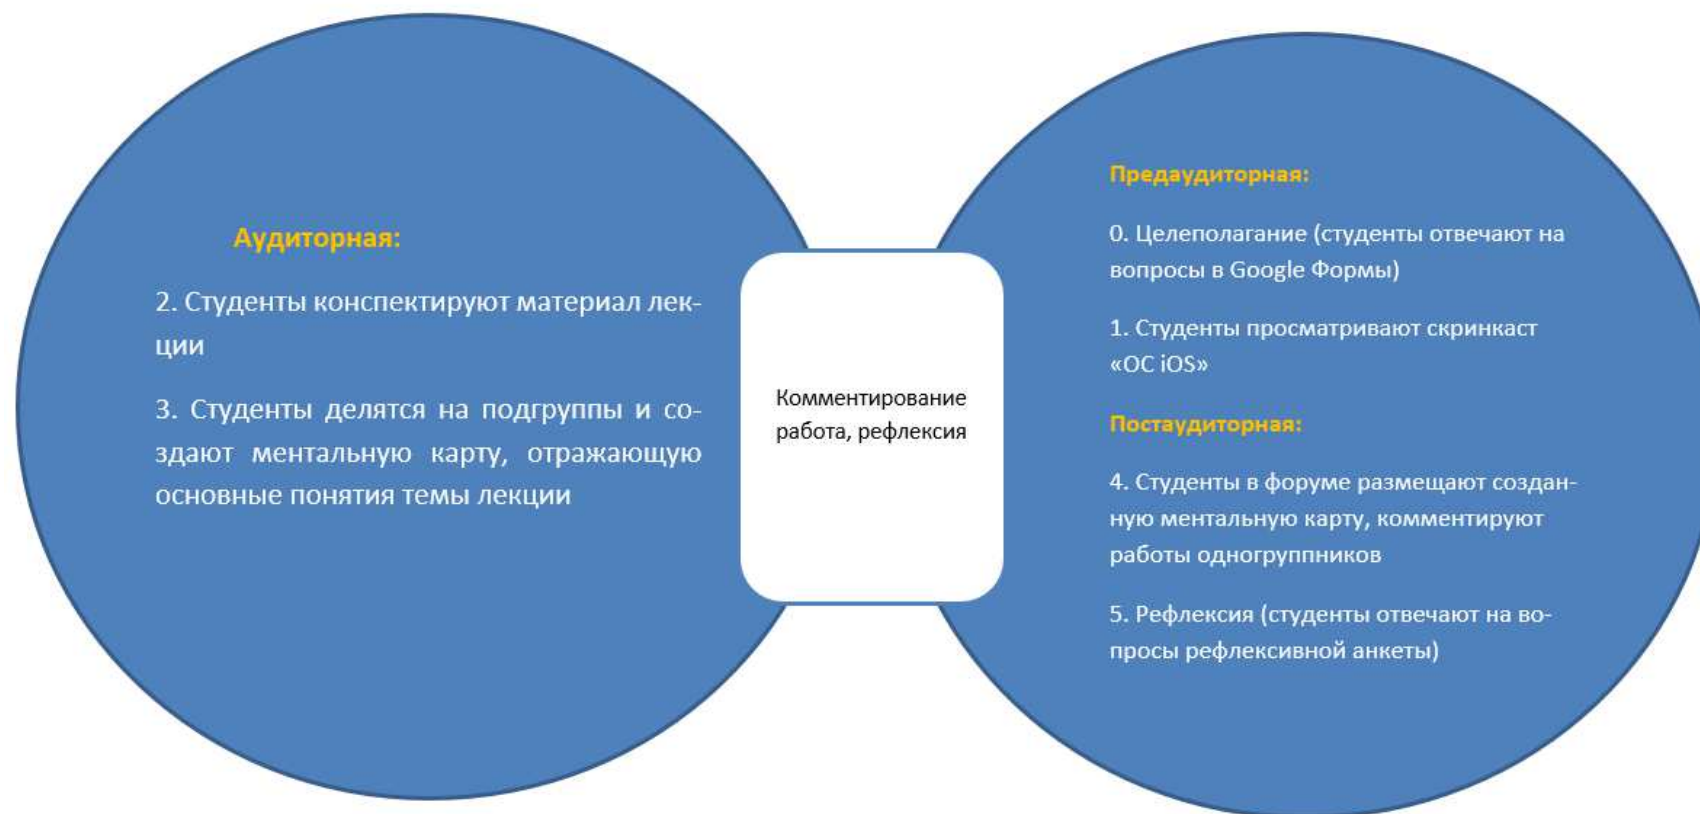 Аудиторная:
2. Студенты конспектируют материал лек-
ции
3. Студенты делятся на подгруппы и со-
здают ментальную карту, отражающую
основные понятия темы лекции
Комментирование
работа, рефлексия
Предаудиторная:
0. Целеполагание (студенты отвечают на
вопросы в Google Формы)
1. Студенты просматривают скринкаст
«ОС iOS»
Постаудиторная:
4. Студенты в форуме размещают создан-
ную ментальную карту, комментируют
работы одногруппников
5. Рефлексия (студенты отвечают на во-
просы рефлексивной анкеты)